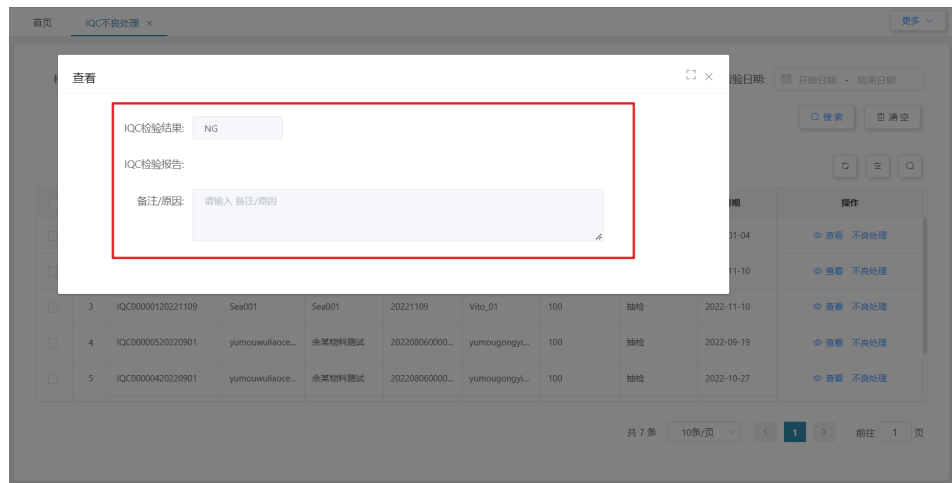 首页 IQC不良处理 ×
更多
查看
验日期: 开始日期 - 结束日期
IQC检验结果: NG
搜索 清空
IQC检验报告:
备注/原因: 请输入 备注/原因
操作
01-04 查看 不良处理
11-10 查看 不良处理
3 IQC00000120221109 Sea001 Sea001 20221109 Vito_01 100 抽检 2022-11-10 查看 不良处理
4 IQC00000520220901 yumouwuliaoce... 余某物料测试 202208060000... yumougongyi... 100 抽检 2022-09-19 查看 不良处理
5 IQC00000420220901 yumouwuliaoce... 余某物料测试 202208060000... yumougongyi... 100 抽检 2022-10-27 查看 不良处理
共 7 条 10条/页 < 1 > 前往 1 页